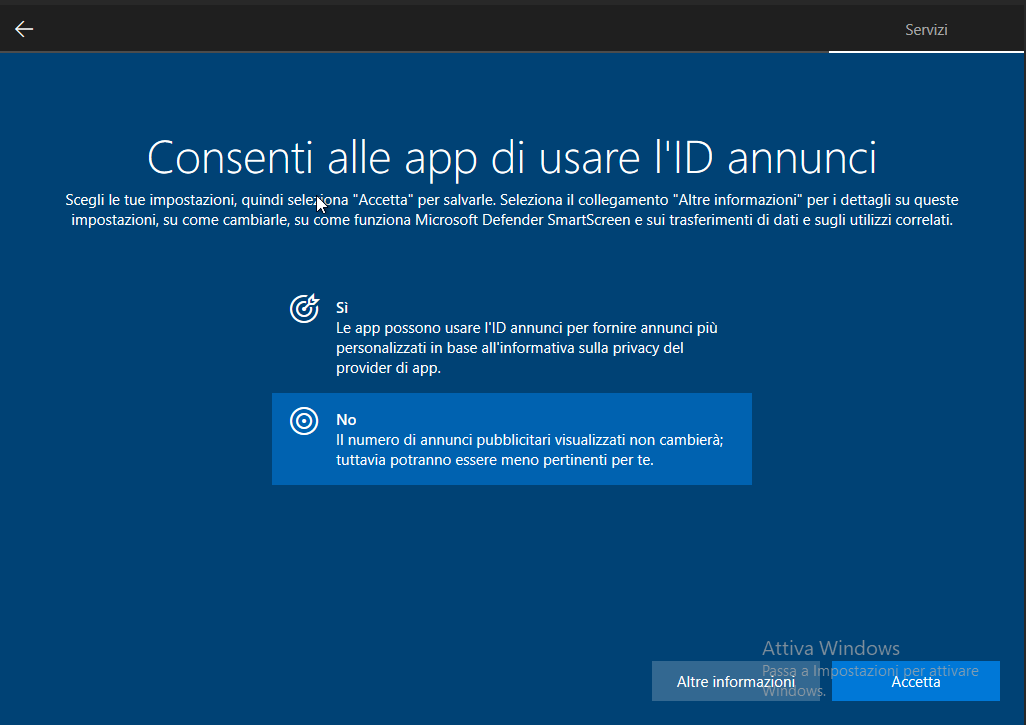 Servizi
Consenti alle app di usare l'ID annunci
Scegli le tue impostazioni, quindi seleziona "Accetta" per salvarle. Seleziona il collegamento "Altre informazioni" per i dettagli su queste
impostazioni, su come cambiarle, su come funziona Microsoft Defender SmartScreen e sui trasferimenti di dati e sugli utilizzi correlati.
Sì
Le app possono usare l'ID annunci per fornire annunci più
personalizzati in base all'informativa sulla privacy del
provider di app.
No
Il numero di annunci pubblicitari visualizzati non cambierà;
tuttavia potranno essere meno pertinenti per te.
Attiva Windows
Passa a Impostazioni per attivare
Windows.
Altre informazioni
Accetta